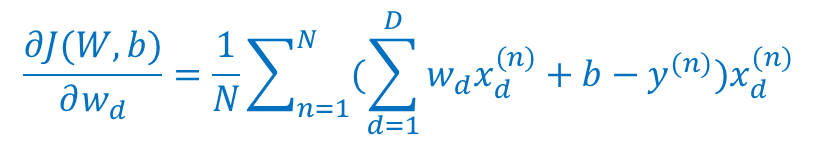 ∂J(W, b)/∂w_d = 1/N ∑_{n=1}^{N} (∑_{d=1}^{D} w_d x_d^{(n)} + b − y^{(n)}) x_d^{(n)}